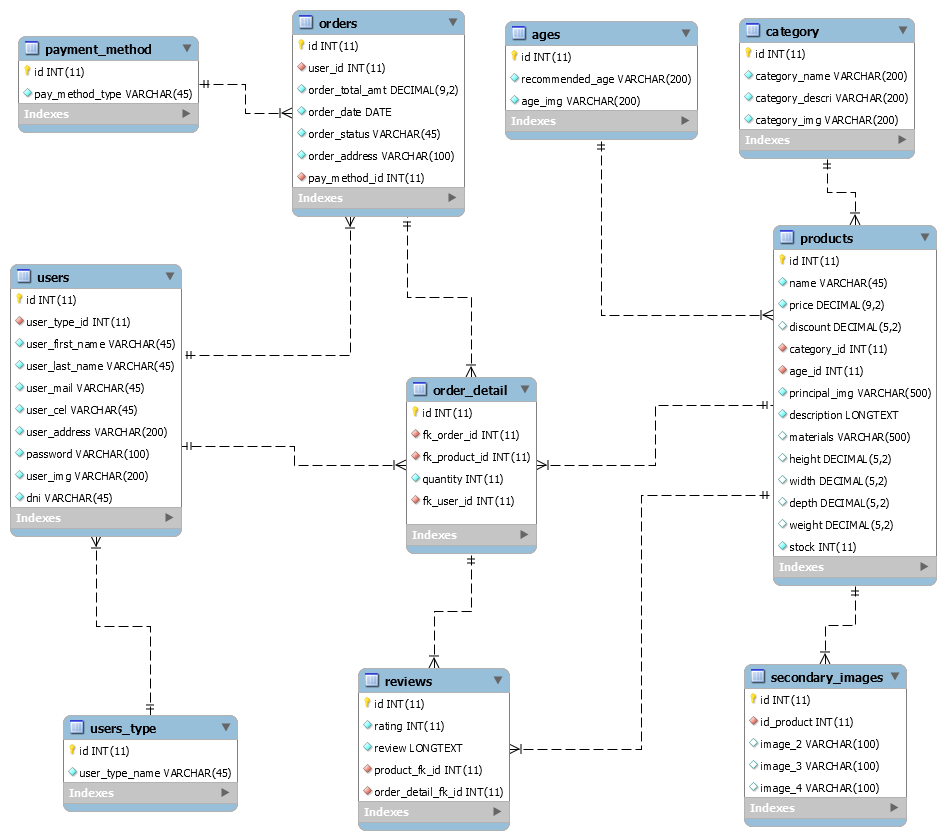 payment_method
id INT(11)
pay_method_type VARCHAR(45)
Indexes
orders
id INT(11)
user_id INT(11)
order_total_amt DECIMAL(9,2)
order_date DATE
order_status VARCHAR(45)
order_address VARCHAR(100)
pay_method_id INT(11)
Indexes
ages
id INT(11)
recommended_age VARCHAR(200)
age_img VARCHAR(200)
Indexes
category
id INT(11)
category_name VARCHAR(200)
category_descri VARCHAR(200)
category_img VARCHAR(200)
Indexes
users
id INT(11)
user_type_id INT(11)
user_first_name VARCHAR(45)
user_last_name VARCHAR(45)
user_mail VARCHAR(45)
user_cel VARCHAR(45)
user_address VARCHAR(200)
password VARCHAR(100)
user_img VARCHAR(200)
dni VARCHAR(45)
Indexes
order_detail
id INT(11)
fk_order_id INT(11)
fk_product_id INT(11)
quantity INT(11)
fk_user_id INT(11)
Indexes
products
id INT(11)
name VARCHAR(45)
price DECIMAL(9,2)
discount DECIMAL(5,2)
category_id INT(11)
age_id INT(11)
principal_img VARCHAR(500)
description LONGTEXT
materials VARCHAR(500)
height DECIMAL(5,2)
width DECIMAL(5,2)
depth DECIMAL(5,2)
weight DECIMAL(5,2)
stock INT(11)
Indexes
users_type
id INT(11)
user_type_name VARCHAR(45)
Indexes
reviews
id INT(11)
rating INT(11)
review LONGTEXT
product_fk_id INT(11)
order_detail_fk_id INT(11)
Indexes
secondary_images
id INT(11)
id_product INT(11)
image_2 VARCHAR(100)
image_3 VARCHAR(100)
image_4 VARCHAR(100)
Indexes